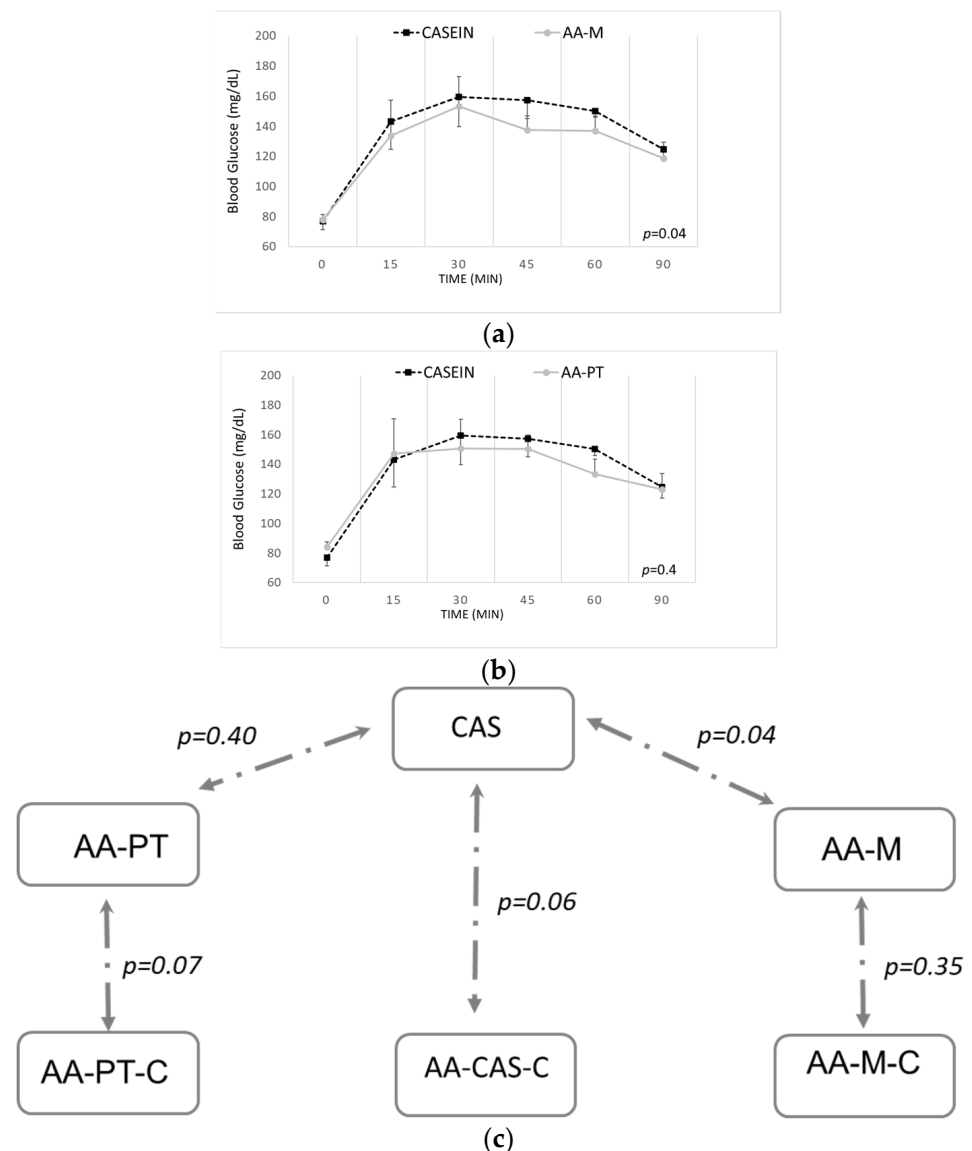 200
180
160
140
120
100
80
60
Blood Glucose (mg/dL)
CASEIN
AA-M
p=0.04
0 15 30 45 60 90
TIME (MIN)
(a)
200
180
160
140
120
100
80
60
Blood Glucose (mg/dL)
CASEIN
AA-PT
p=0.4
0 15 30 45 60 90
TIME (MIN)
(b)
CAS
p=0.40
p=0.04
AA-PT
AA-M
p=0.06
p=0.07
p=0.35
AA-PT-C
AA-CAS-C
AA-M-C
(c)